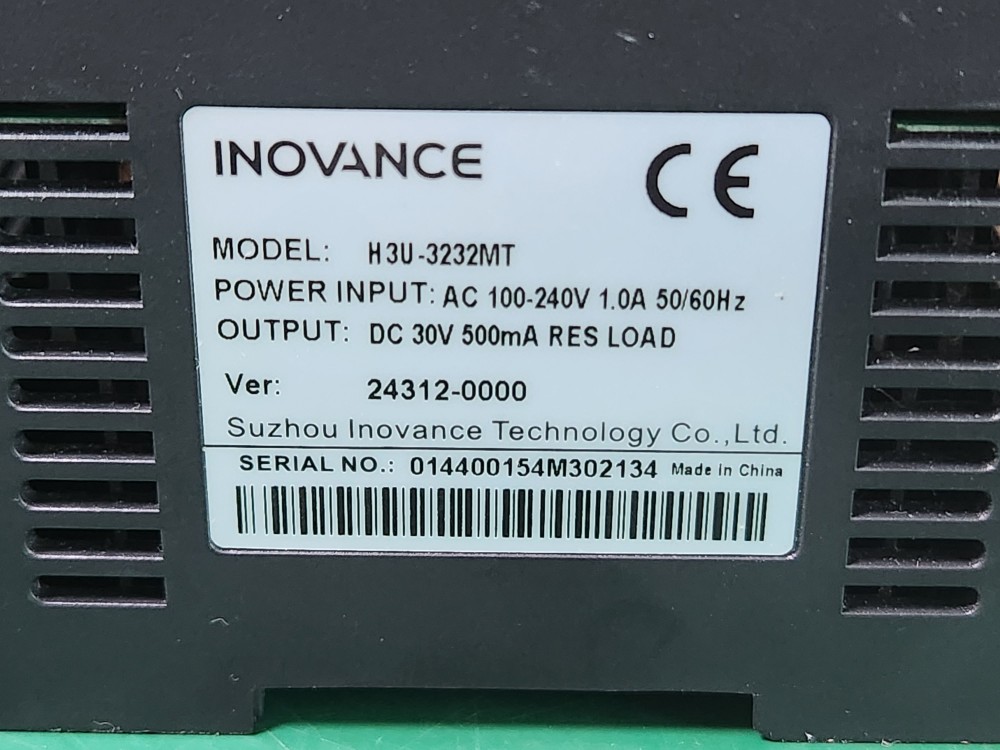 INOVANCE
CE
MODEL: H3U-3232MT
POWER INPUT: AC 100-240V 1.0A 50/60Hz
OUTPUT: DC 30V 500mA RES LOAD
Ver: 24312-0000
Suzhou Inovance Technology Co.,Ltd.
SERIAL NO.: 014400154M302134 Made in China